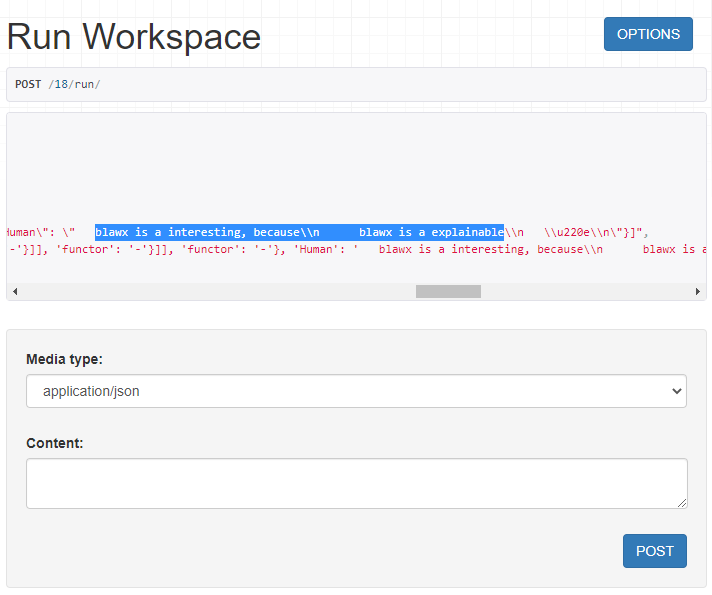 Run Workspace
OPTIONS
POST /18/run/
Human\": \"   blawx is a interesting, because\\n      blawx is a explainable\\n   \\u220e\\n\"}]",
-'}]], 'functor': '-'}]], 'functor': '-'}, 'Human': '   blawx is a interesting, because\\n      blawx is a
Media type:
application/json
Content:
POST